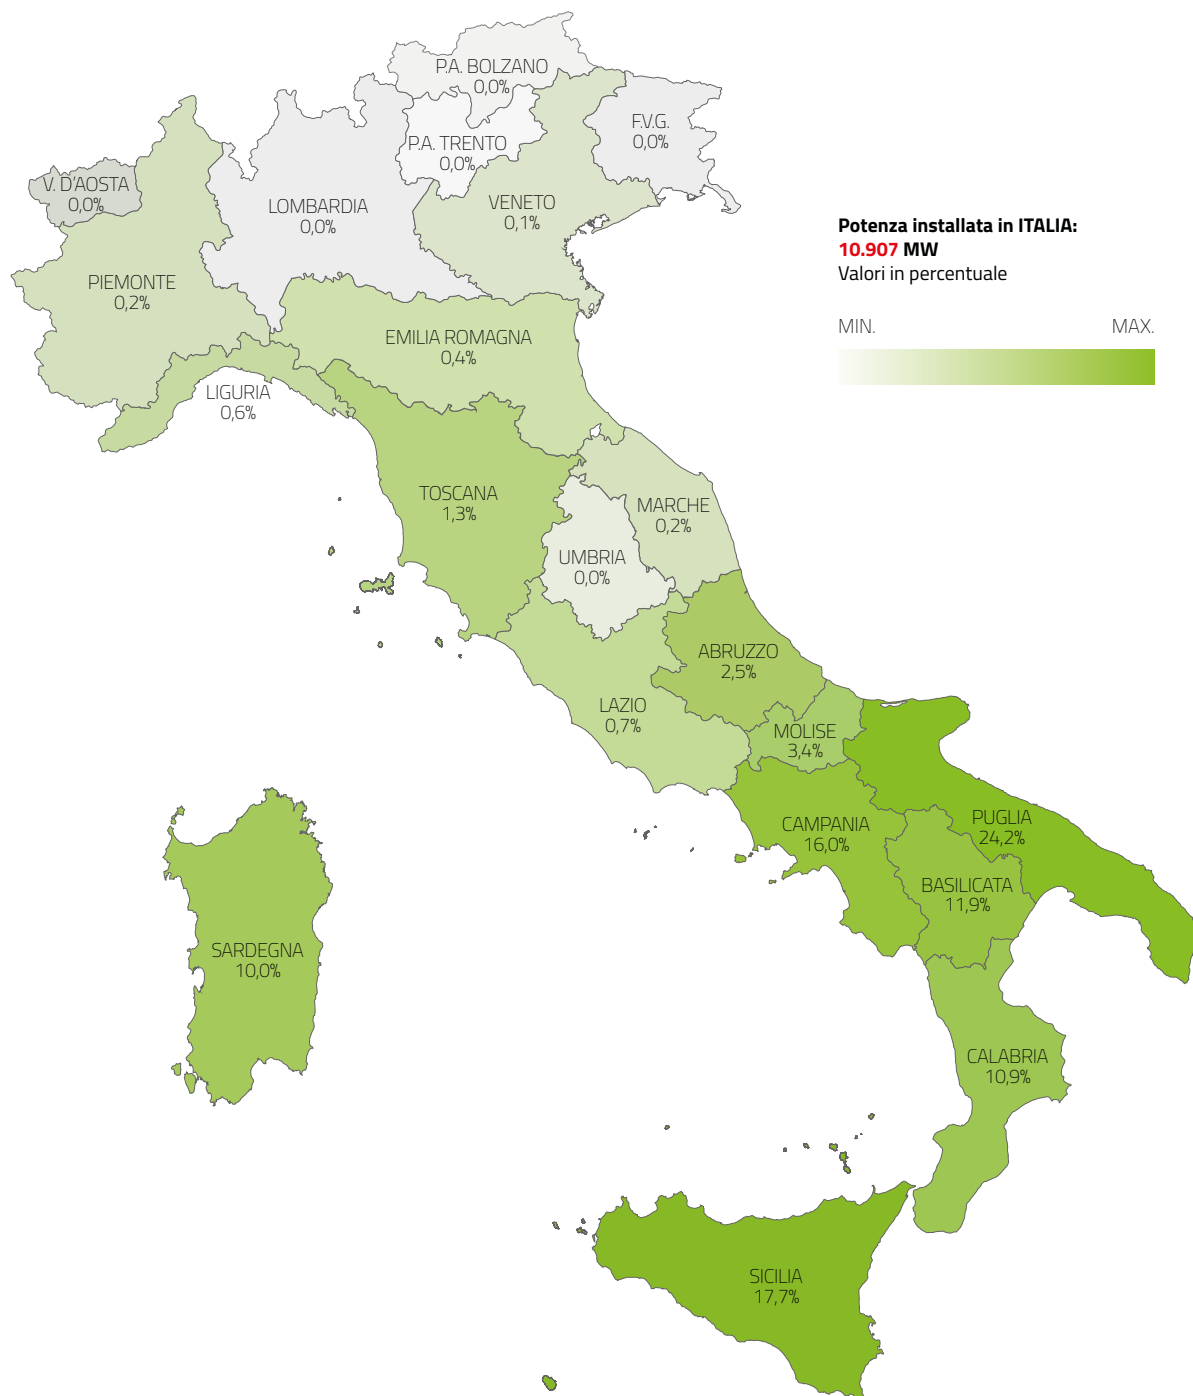 P.A. BOLZANO
0,0%
P.A. TRENTO
0,0%
F.V.G.
0,0%
V. D'AOSTA
0,0%
LOMBARDIA
0,0%
VENETO
0,1%
Potenza installata in ITALIA:
10.907 MW
Valori in percentuale
MIN. MAX.
PIEMONTE
0,2%
EMILIA ROMAGNA
0,4%
LIGURIA
0,6%
TOSCANA
1,3%
MARCHE
0,2%
UMBRIA
0,0%
ABRUZZO
2,5%
LAZIO
0,7%
MOLISE
3,4%
CAMPANIA
16,0%
PUGLIA
24,2%
BASILICATA
11,9%
SARDEGNA
10,0%
CALABRIA
10,9%
SICILIA
17,7%